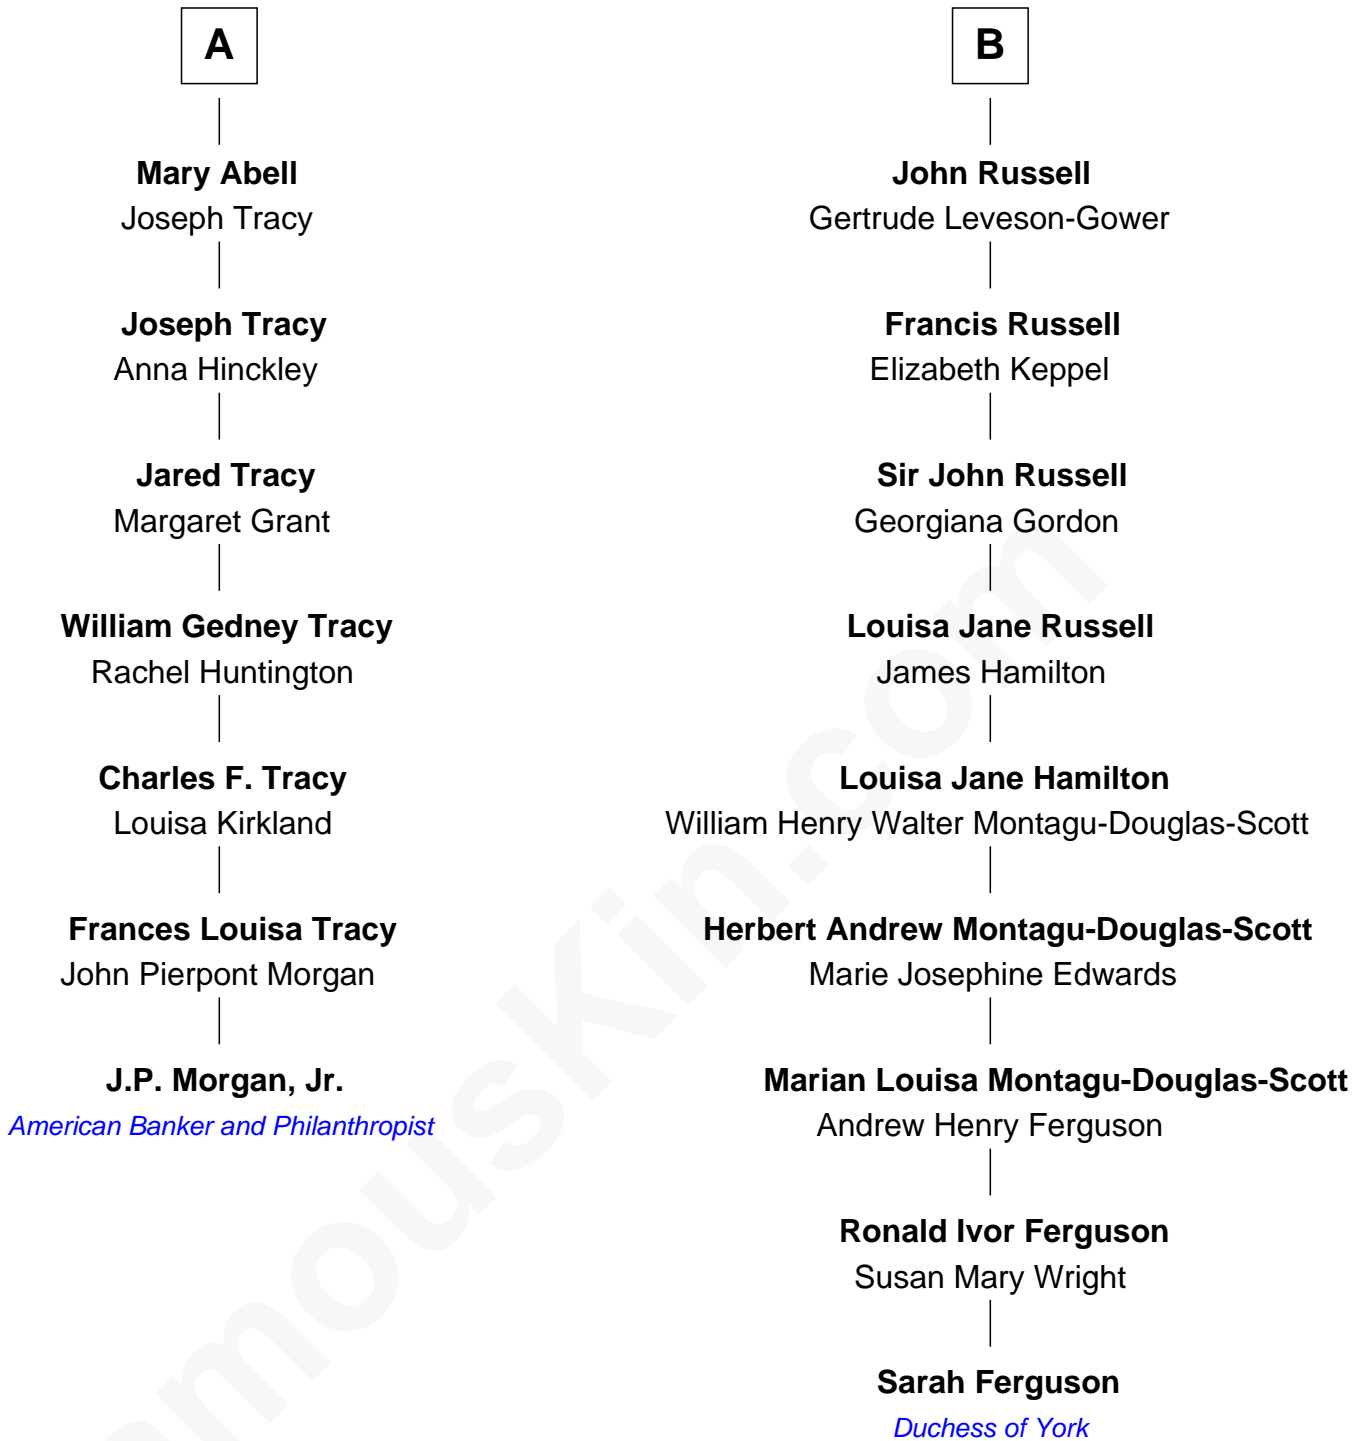 A
Mary Abell
Joseph Tracy
Joseph Tracy
Anna Hinckley
Jared Tracy
Margaret Grant
William Gedney Tracy
Rachel Huntington
Charles F. Tracy
Louisa Kirkland
Frances Louisa Tracy
John Pierpont Morgan
J.P. Morgan, Jr.
American Banker and Philanthropist
B
John Russell
Gertrude Leveson-Gower
Francis Russell
Elizabeth Keppel
Sir John Russell
Georgiana Gordon
Louisa Jane Russell
James Hamilton
Louisa Jane Hamilton
William Henry Walter Montagu-Douglas-Scott
Herbert Andrew Montagu-Douglas-Scott
Marie Josephine Edwards
Marian Louisa Montagu-Douglas-Scott
Andrew Henry Ferguson
Ronald Ivor Ferguson
Susan Mary Wright
Sarah Ferguson
Duchess of York
amousKin.com